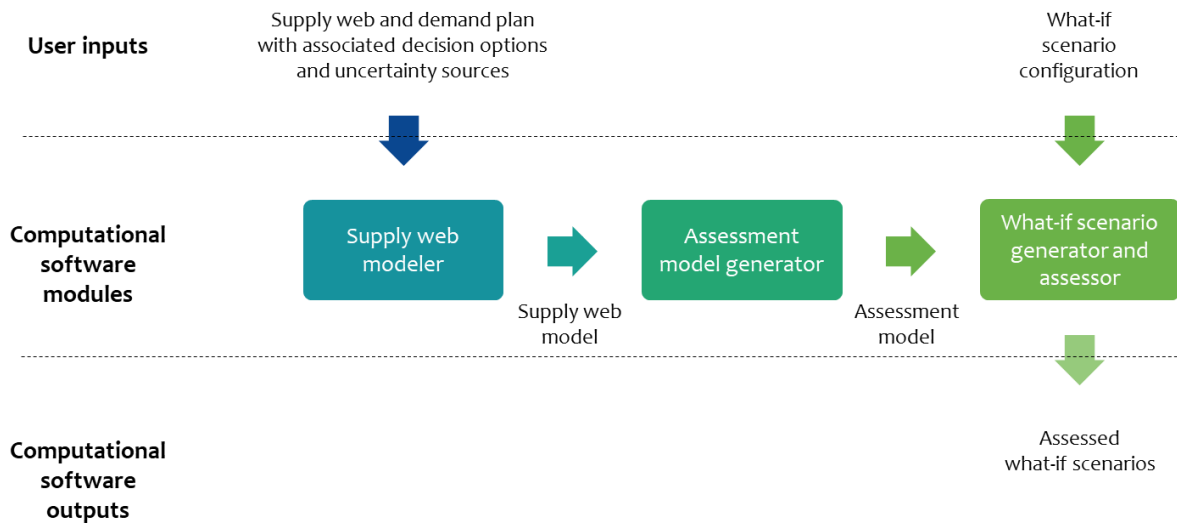 User inputs
Supply web and demand plan
with associated decision options
and uncertainty sources
What-if
scenario
configuration
Computational
software
modules
Supply web
modeler
Supply web
model
Assessment
model generator
Assessment
model
What-if scenario
generator and
assessor
Computational
software
outputs
Assessed
what-if scenarios